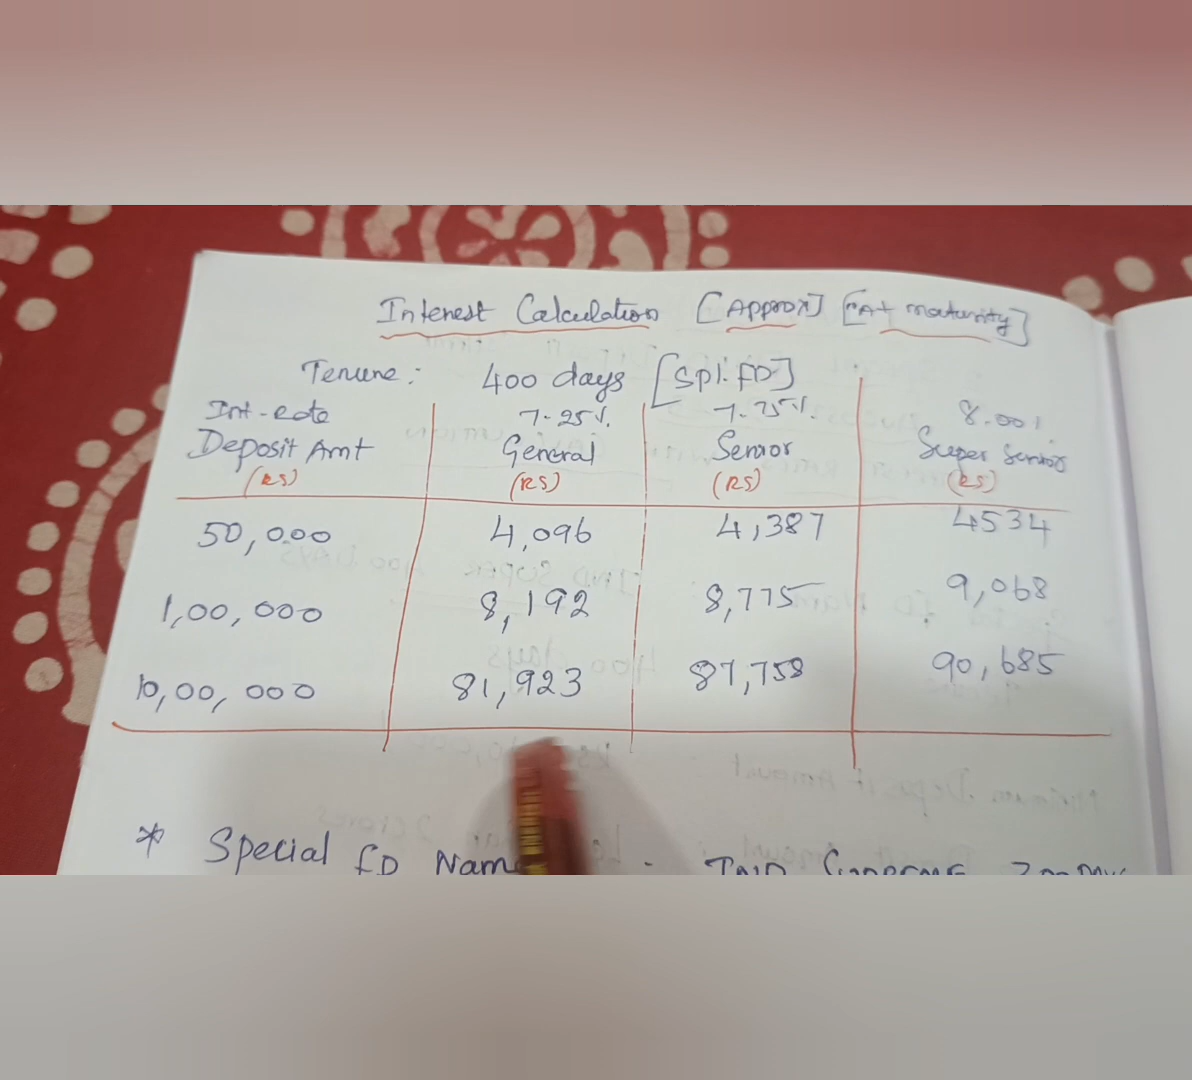 Interest Calculation [Approx] [At maturity]
Tenure: 400 days [Spl. FD]
Int-rate 7.25%. 7.75%. 8.00%
Deposit Amt General Senior Super Senior
(RS) (RS) (RS) (RS)
50,000 4,096 4,387 4534
1,00,000 8,192 8,775 9,068
10,00,000 81,923 87,758 90,685
* Special FD Name